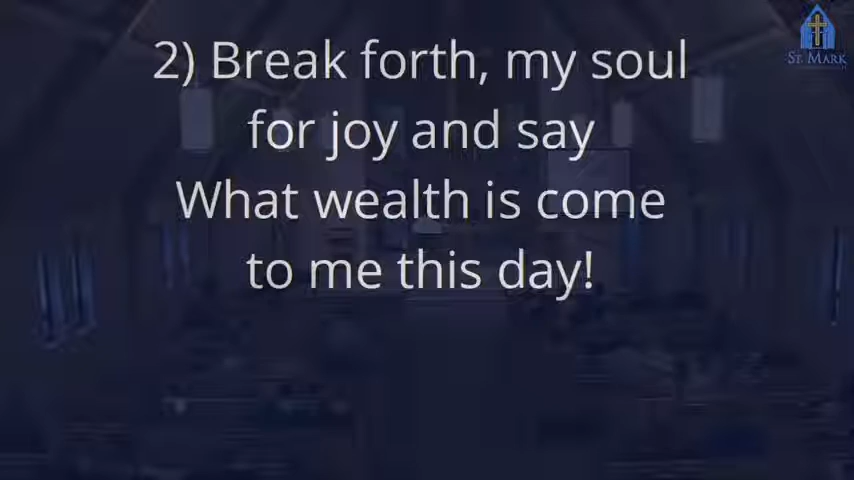 2) Break forth, my soul
for joy and say
What wealth is come
to me this day!
ST. MARK